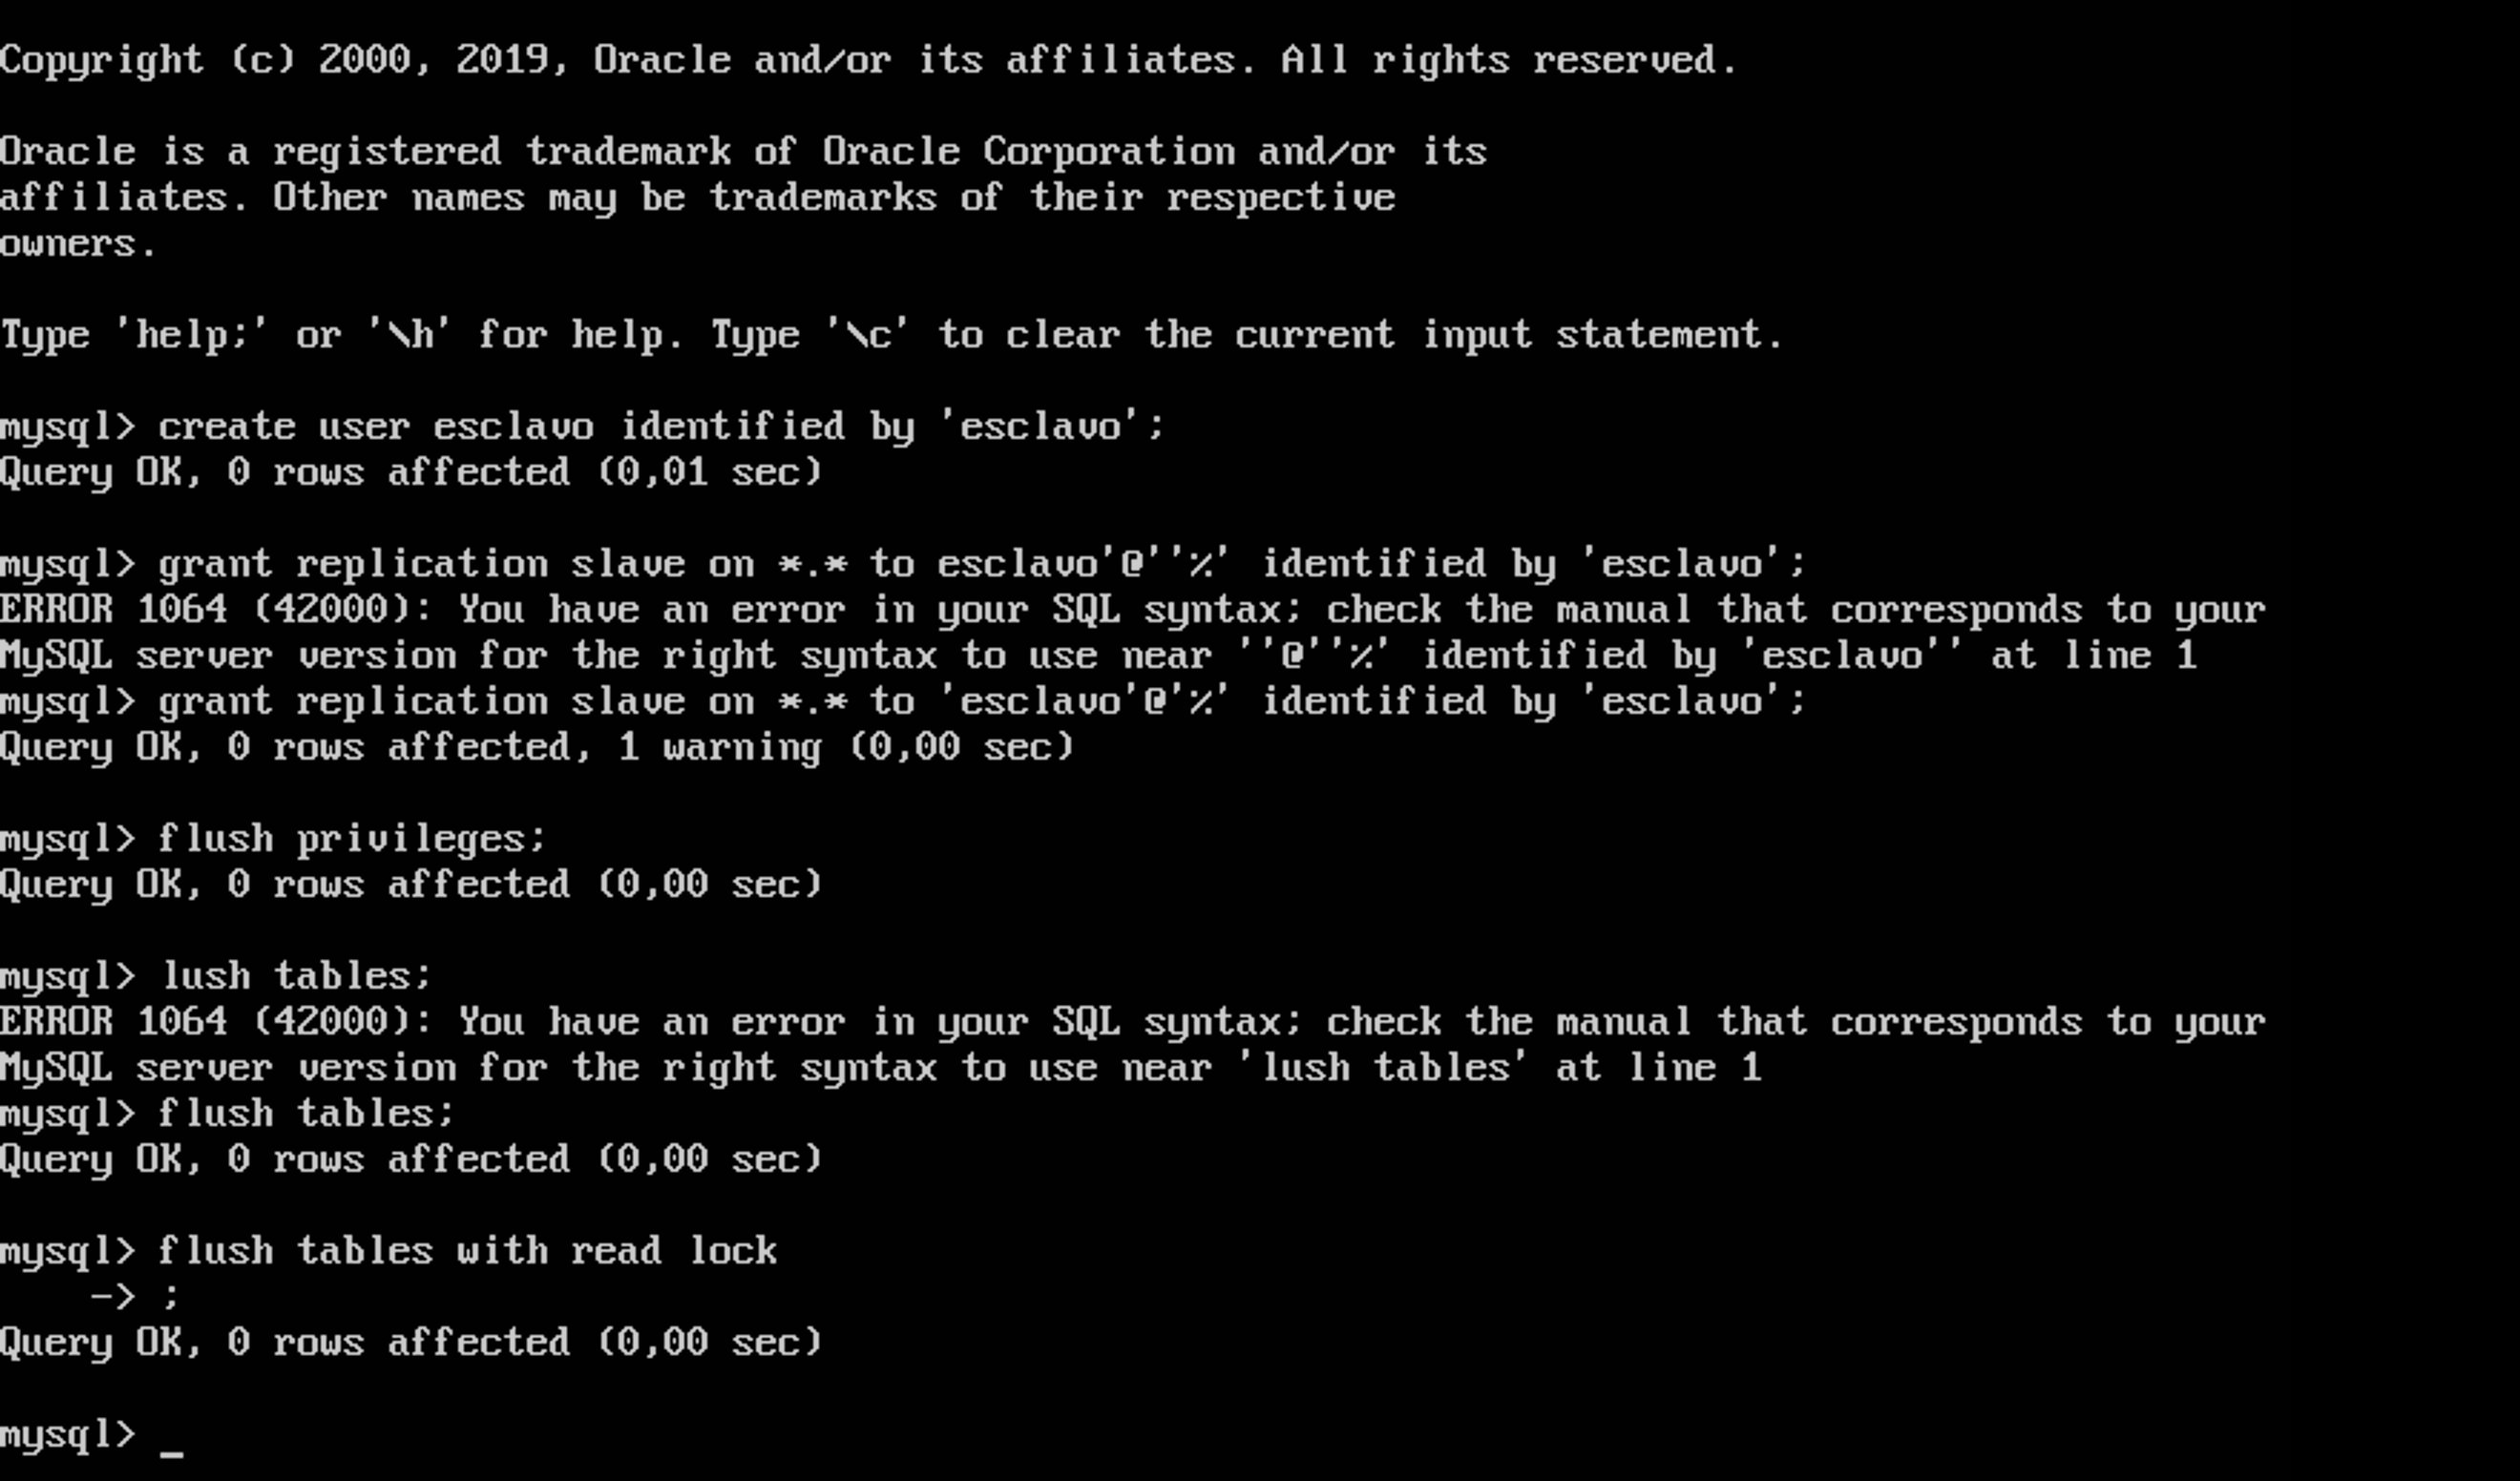 Copyright (c) 2000, 2019, Oracle and/or its affiliates. All rights reserved.
Oracle is a registered trademark of Oracle Corporation and/or its
affiliates. Other names may be trademarks of their respective
owners.
Type 'help;' or '\h' for help. Type '\c' to clear the current input statement.
mysql> create user esclavo identified by 'esclavo';
Query OK, 0 rows affected (0,01 sec)
mysql> grant replication slave on *.* to esclavo'@''%' identified by 'esclavo';
ERROR 1064 (42000): You have an error in your SQL syntax; check the manual that corresponds to your
MySQL server version for the right syntax to use near ''@''%' identified by 'esclavo'' at line 1
mysql> grant replication slave on *.* to 'esclavo'@'%' identified by 'esclavo';
Query OK, 0 rows affected, 1 warning (0,00 sec)
mysql> flush privileges;
Query OK, 0 rows affected (0,00 sec)
mysql> lush tables;
ERROR 1064 (42000): You have an error in your SQL syntax; check the manual that corresponds to your
MySQL server version for the right syntax to use near 'lush tables' at line 1
mysql> flush tables;
Query OK, 0 rows affected (0,00 sec)
mysql> flush tables with read lock
    -> ;
Query OK, 0 rows affected (0,00 sec)
mysql> _